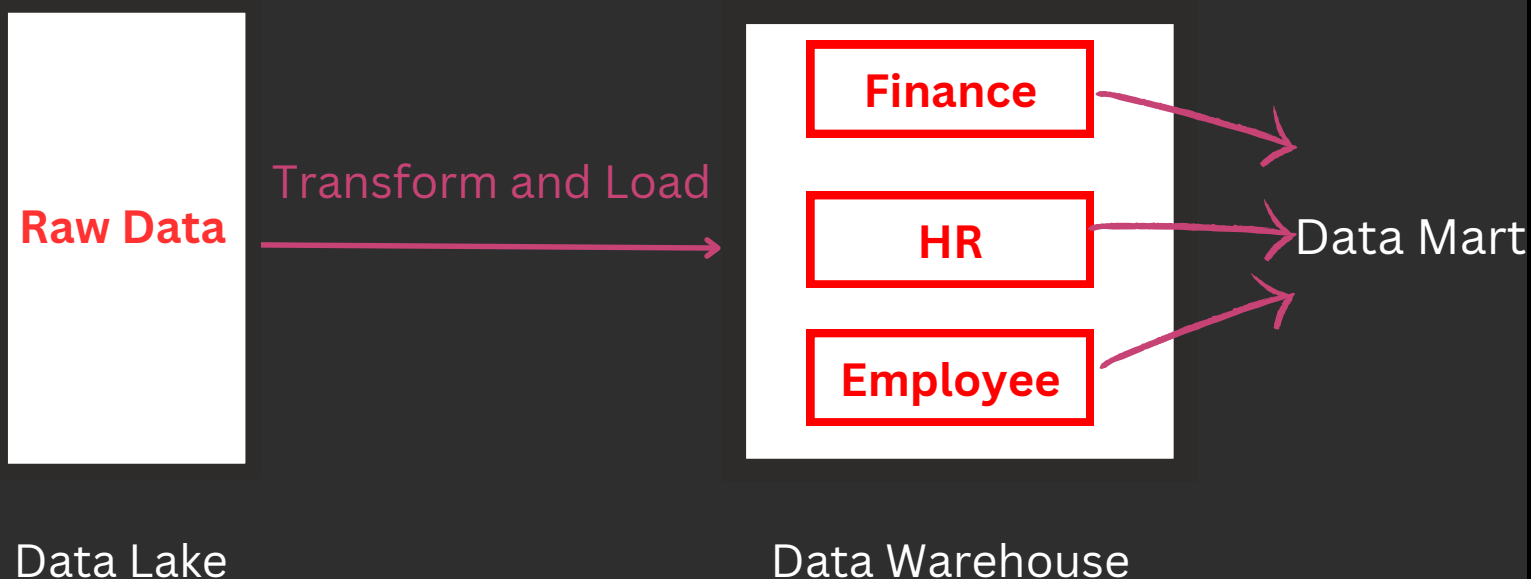 Raw Data
Transform and Load
Finance
HR
Employee
Data Mart
Data Lake
Data Warehouse